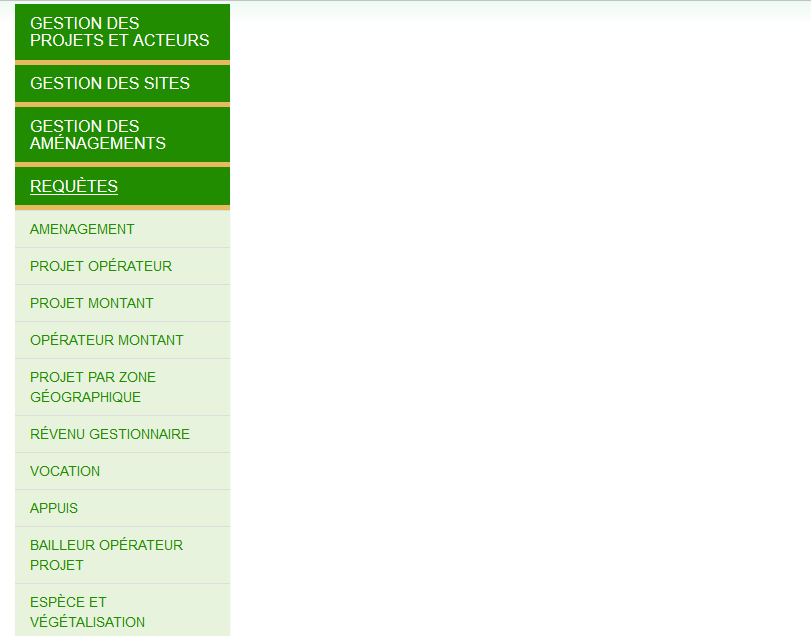 GESTION DES
PROJETS ET ACTEURS
GESTION DES SITES
GESTION DES
AMÉNAGEMENTS
REQUÈTES
AMENAGEMENT
PROJET OPÉRATEUR
PROJET MONTANT
OPÉRATEUR MONTANT
PROJET PAR ZONE
GÉOGRAPHIQUE
RÉVENU GESTIONNAIRE
VOCATION
APPUIS
BAILLEUR OPÉRATEUR
PROJET
ESPÈCE ET
VÉGÉTALISATION